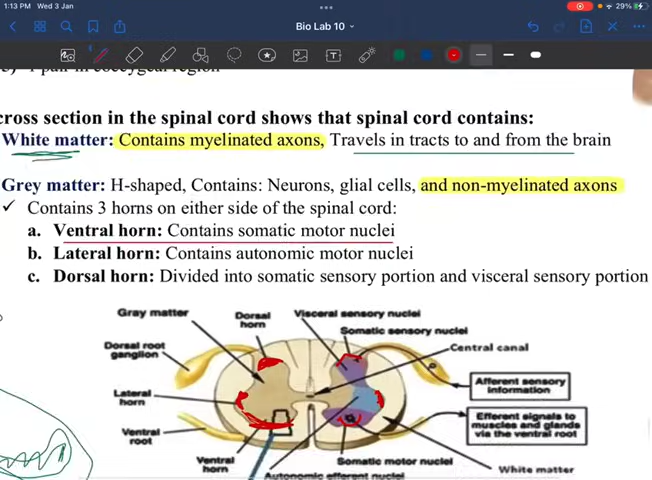 1:13 PM Wed 3 Jan
29%
Bio Lab 10
1 pair in coccygeal region
cross section in the spinal cord shows that spinal cord contains:
White matter: Contains myelinated axons, Travels in tracts to and from the brain
Grey matter: H-shaped, Contains: Neurons, glial cells, and non-myelinated axons
✓ Contains 3 horns on either side of the spinal cord:
a. Ventral horn: Contains somatic motor nuclei
b. Lateral horn: Contains autonomic motor nuclei
c. Dorsal horn: Divided into somatic sensory portion and visceral sensory portion
Gray matter
Dorsal
horn
Visceral sensory nuclei
Somatic sensory nuclei
Central canal
Dorsal root
ganglion
Afferent sensory
information
Lateral
horn
Efferent signals to
muscles and glands
via the ventral root
Ventral
root
Ventral
horn
Somatic motor nuclei
White matter
Autonomic efferent nuclei